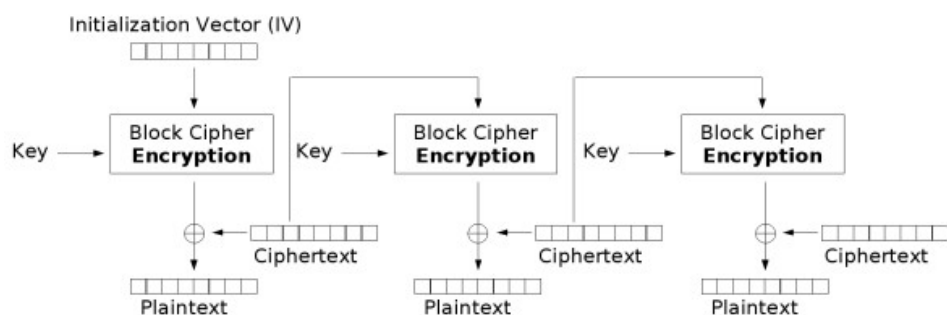 Initialization Vector (IV)
Key
Block Cipher
Encryption
Key
Block Cipher
Encryption
Key
Block Cipher
Encryption
Ciphertext
Ciphertext
Ciphertext
Plaintext
Plaintext
Plaintext